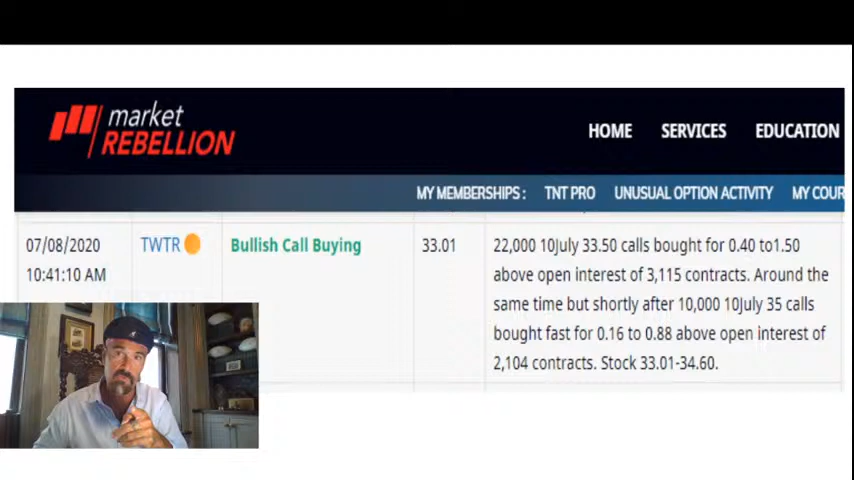 market
REBELLION
HOME SERVICES EDUCATION
MY MEMBERSHIPS : TNT PRO UNUSUAL OPTION ACTIVITY MY COUR
07/08/2020 TWTR Bullish Call Buying 33.01 22,000 10July 33.50 calls bought for 0.40 to1.50
10:41:10 AM above open interest of 3,115 contracts. Around the
same time but shortly after 10,000 10July 35 calls
bought fast for 0.16 to 0.88 above open interest of
2,104 contracts. Stock 33.01-34.60.